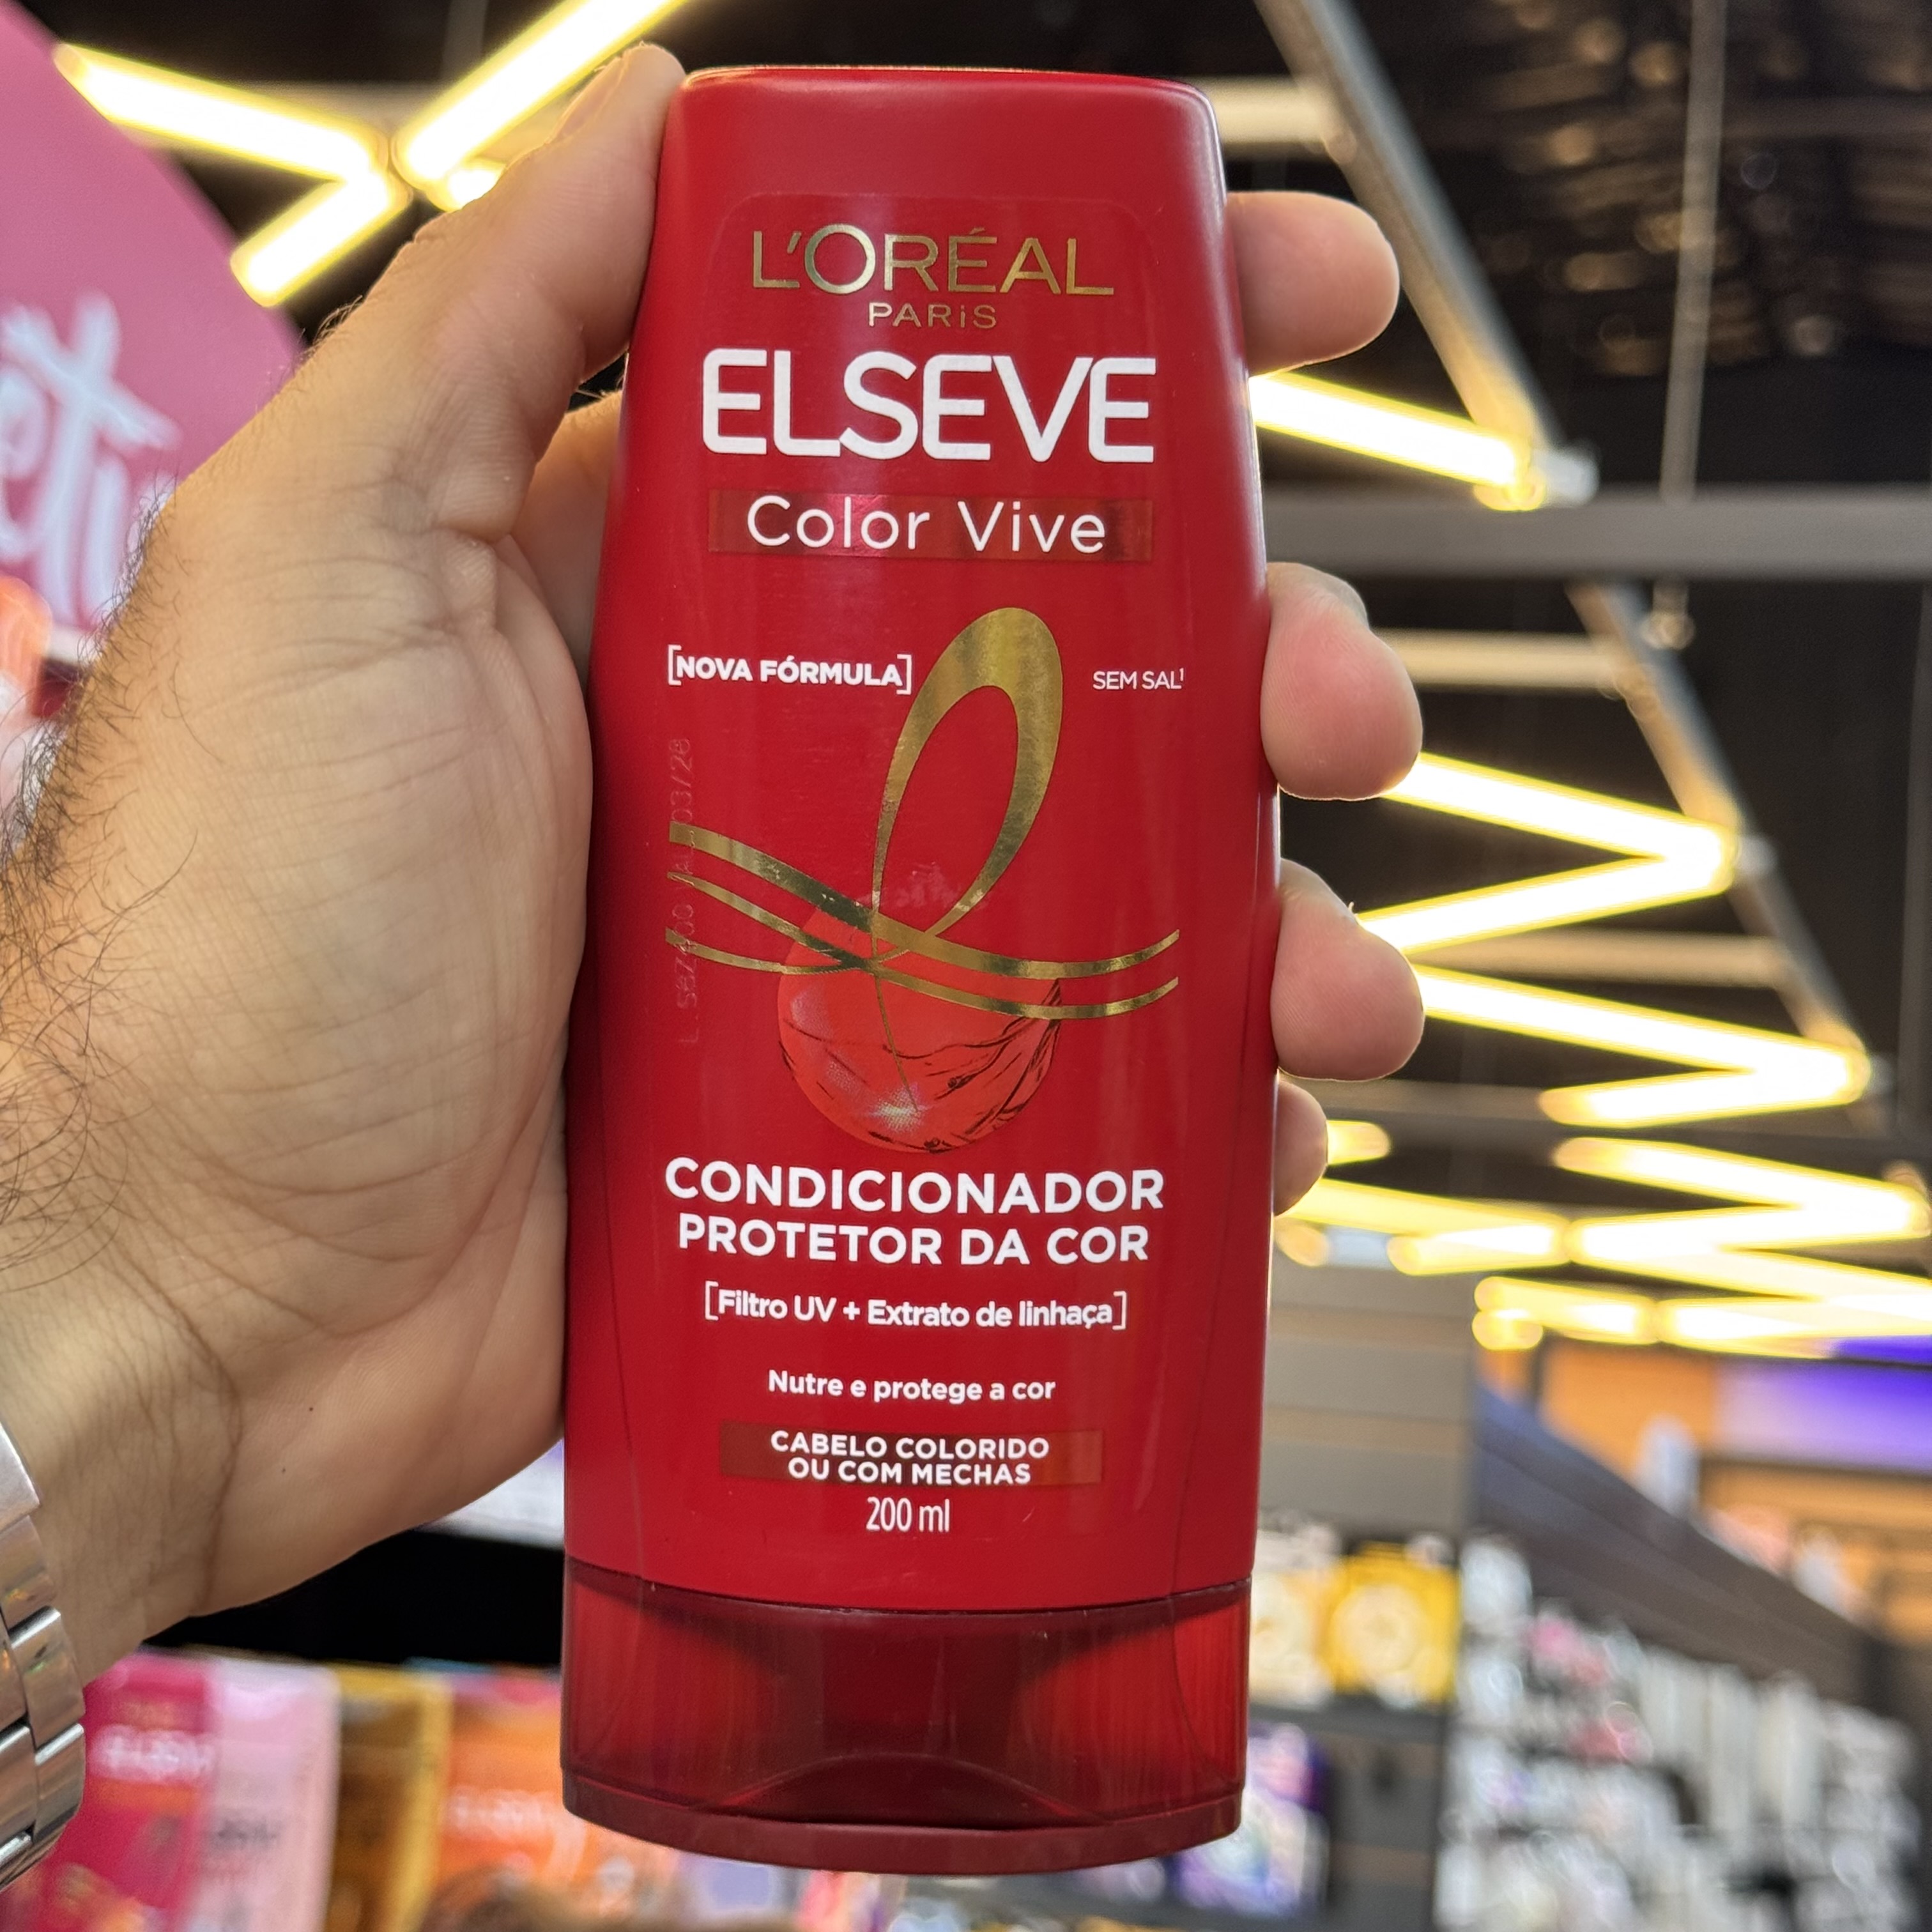 L'ORÉAL
PARiS
ELSEVE
Color Vive
[NOVA FÓRMULA]
SEM SAL¹
CONDICIONADOR
PROTETOR DA COR
[Filtro UV + Extrato de linhaça]
Nutre e protege a cor
CABELO COLORIDO
OU COM MECHAS
200 ml